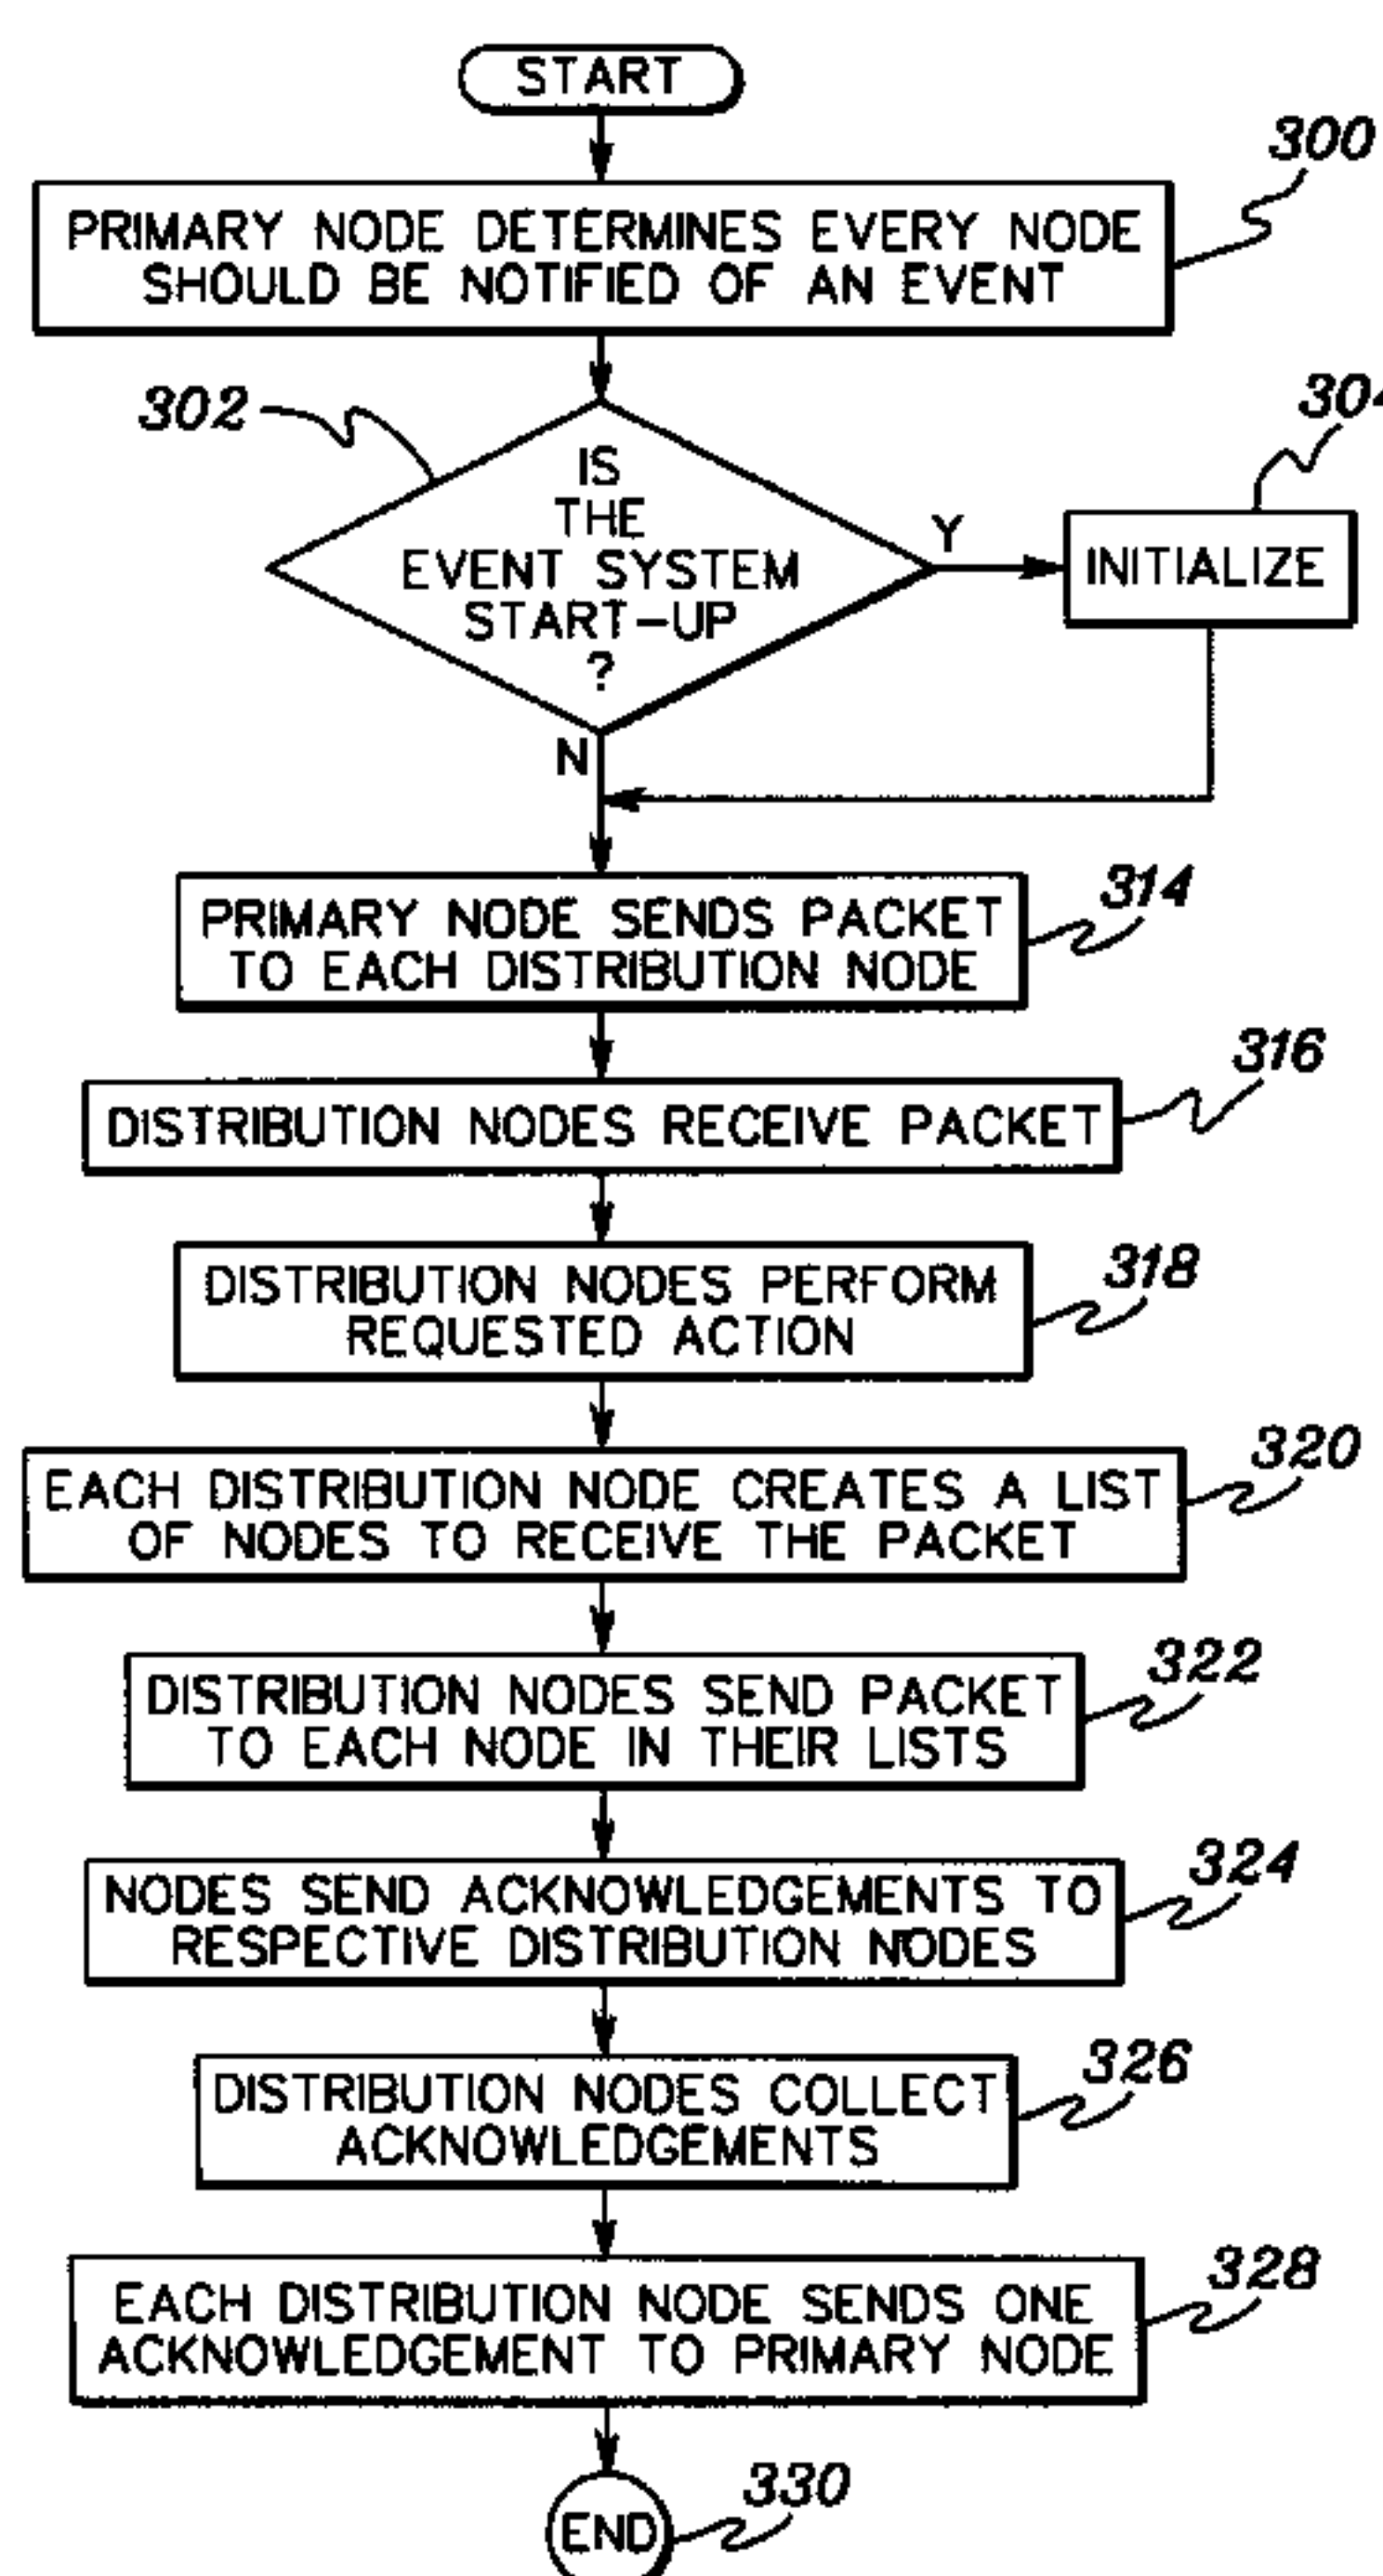 START
300
PRIMARY NODE DETERMINES EVERY NODE
SHOULD BE NOTIFIED OF AN EVENT
302
304
IS
THE
EVENT SYSTEM
START-UP
?
Y
INITIALIZE
N
314
PRIMARY NODE SENDS PACKET
TO EACH DISTRIBUTION NODE
316
DISTRIBUTION NODES RECEIVE PACKET
318
DISTRIBUTION NODES PERFORM
REQUESTED ACTION
320
EACH DISTRIBUTION NODE CREATES A LIST
OF NODES TO RECEIVE THE PACKET
322
DISTRIBUTION NODES SEND PACKET
TO EACH NODE IN THEIR LISTS
324
NODES SEND ACKNOWLEDGEMENTS TO
RESPECTIVE DISTRIBUTION NODES
326
DISTRIBUTION NODES COLLECT
ACKNOWLEDGEMENTS
328
EACH DISTRIBUTION NODE SENDS ONE
ACKNOWLEDGEMENT TO PRIMARY NODE
330
END